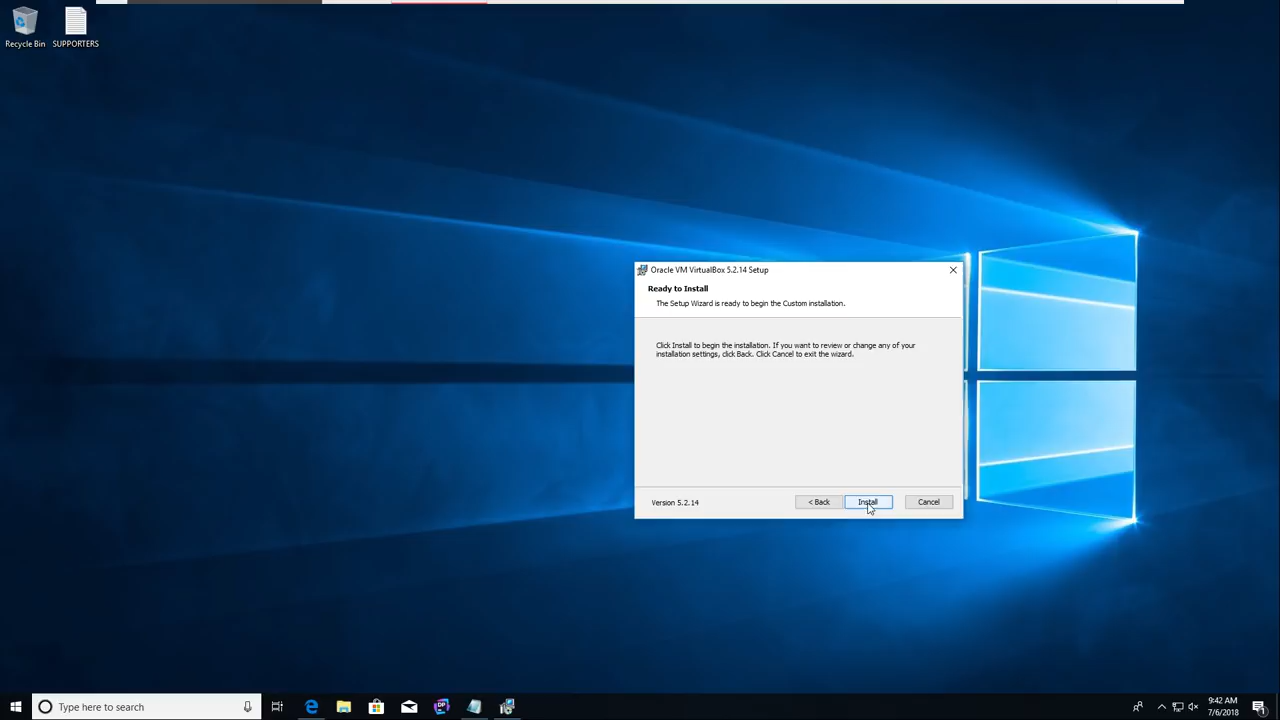 Recycle Bin
SUPPORTERS
Oracle VM VirtualBox 5.2.14 Setup
Ready to Install
The Setup Wizard is ready to begin the Custom installation.
Click Install to begin the installation. If you want to review or change any of your
installation settings, click Back. Click Cancel to exit the wizard.
Version 5.2.14
< Back
Install
Cancel
Type here to search
DP
9:42 AM
7/6/2018
1